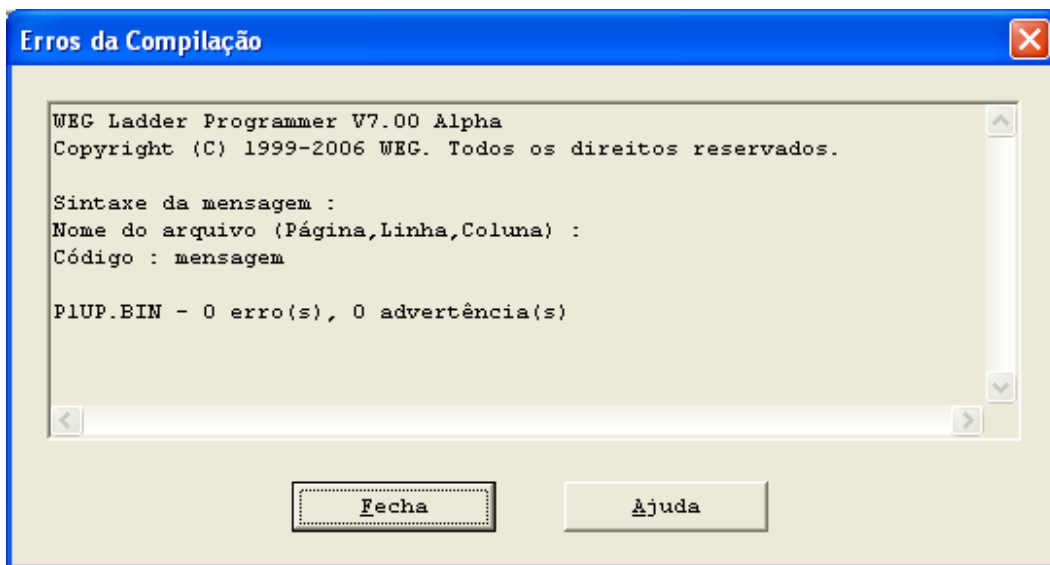 Erros da Compilação
WEG Ladder Programmer V7.00 Alpha
Copyright (C) 1999-2006 WEG. Todos os direitos reservados.
Sintaxe da mensagem :
Nome do arquivo (Página,Linha,Coluna) :
Código : mensagem
P1UP.BIN - 0 erro(s), 0 advertência(s)
Fecha
Ajuda